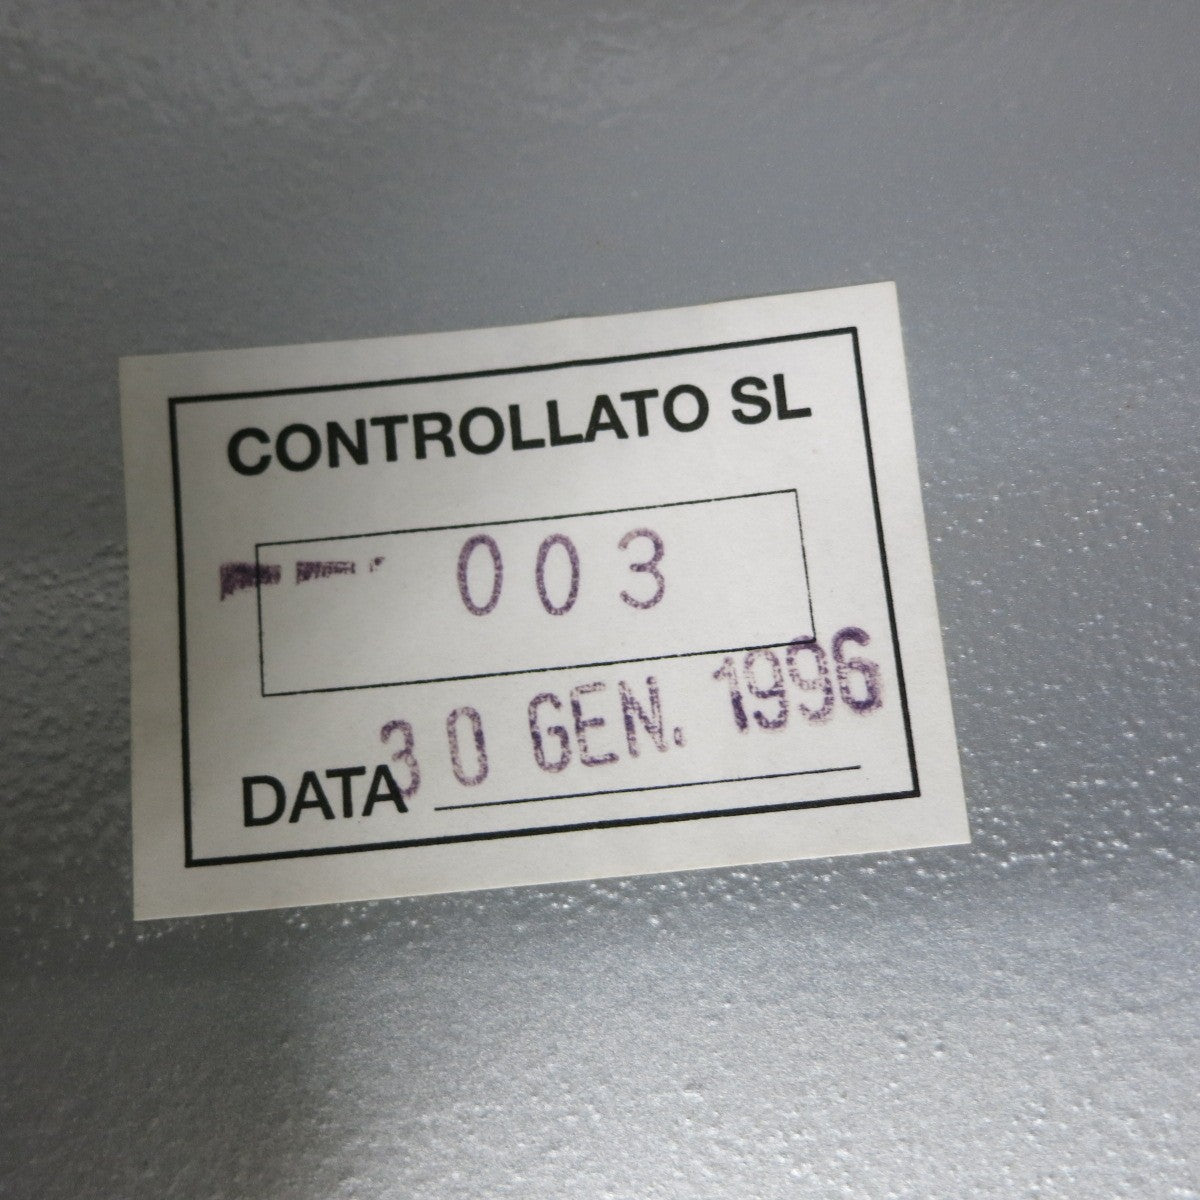 CONTROLLATO SL
003
30 GEN. 1996
DATA